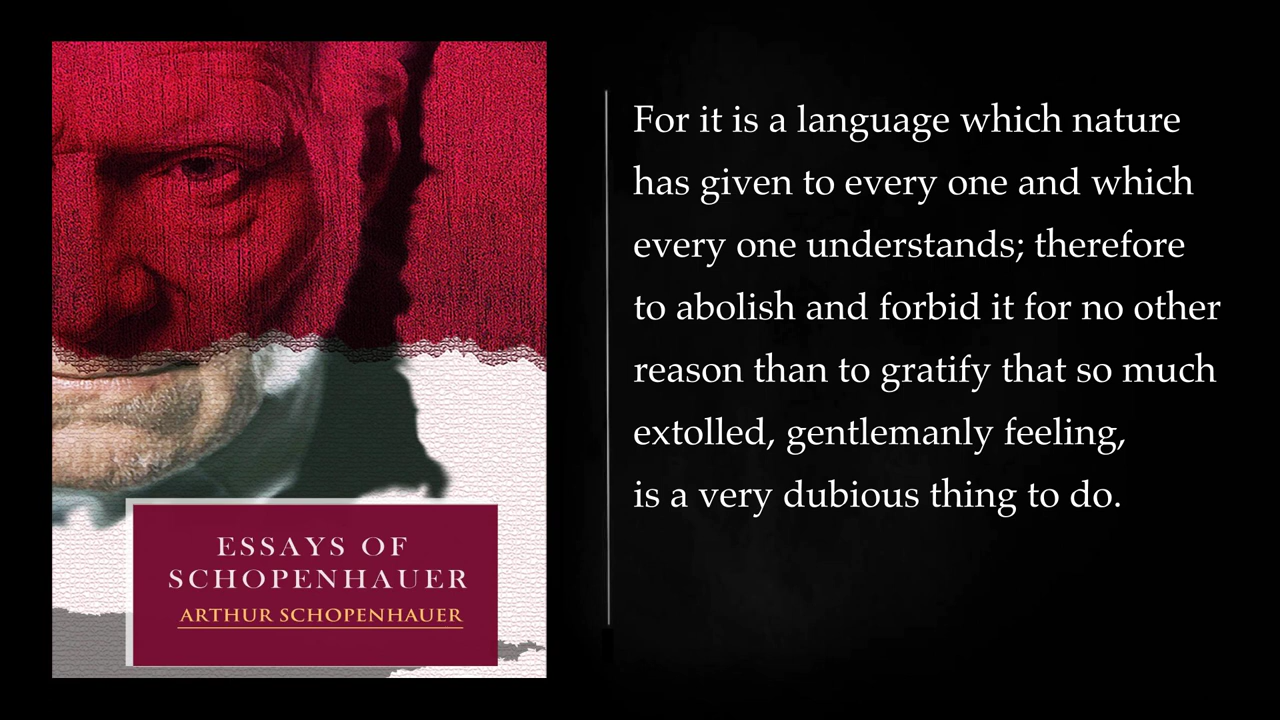 ESSAYS OF
SCHOPENHAUER
ARTHUR SCHOPENHAUER
For it is a language which nature
has given to every one and which
every one understands; therefore
to abolish and forbid it for no other
reason than to gratify that so much
extolled, gentlemanly feeling,
is a very dubious thing to do.